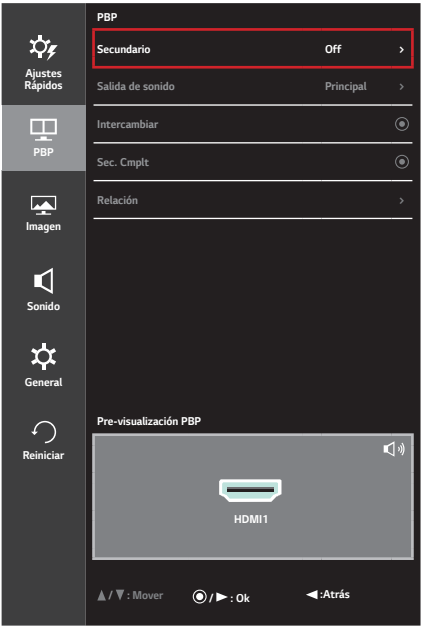 PBP
Secundario Off >
Ajustes
Rápidos
Salida de sonido Principal >
Intercambiar
PBP
Sec. Cmplt
Relación >
Imagen
Sonido
General
Reiniciar
Pre-visualización PBP
HDMI1
▲/▼: Mover
◉/►: Ok
◄:Atrás